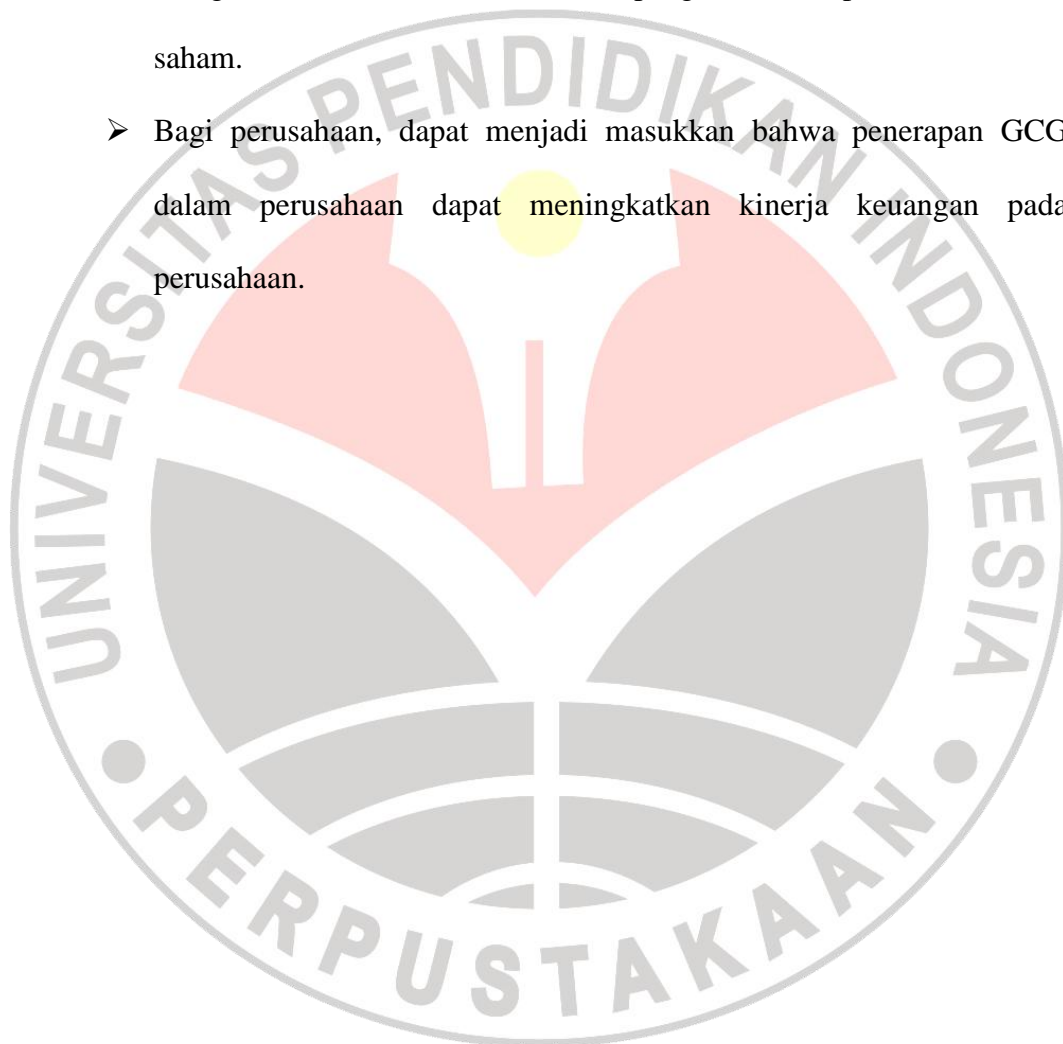 saham.
➢ Bagi perusahaan, dapat menjadi masukkan bahwa penerapan GCG
dalam perusahaan dapat meningkatkan kinerja keuangan pada
perusahaan.
UNIVERSITAS PENDIDIKAN INDONESIA
PERPUSTAKAAN